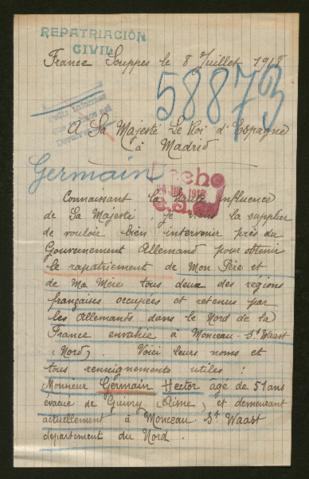 REPATRIACIÓN
CIVIL
France Souppes le 8 Juillet 1918
58873
A Sa Majesté Le Roi d'Espagne
à Madrid
Germain
Hecho
1918
Connaissant la haute influence
de Sa Majesté Je la supplier
de vouloir bien intervenir près du
Gouvernement Allemand pour obtenir
le rapatriement de Mon Père et
de Ma Mère tous deux des régions
françaises occupées et retenus par
les Allemands dans le Nord de la
France envahie à Monceau-St Waast
(Nord). Voici leurs noms et
tous renseignements utiles :
Monsieur Germain Hector âgé de 51 ans
évacué de (Aisne), et demeurant
actuellement à Monceau St Waast
département du Nord.